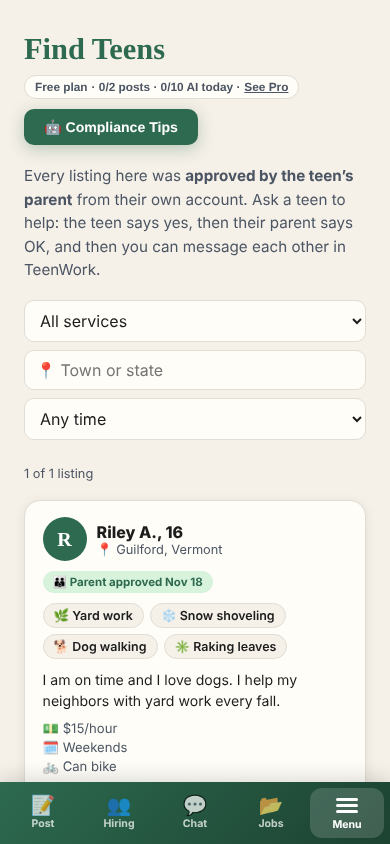 Find Teens
Free plan · 0/2 posts · 0/10 AI today · See Pro
🤖 Compliance Tips
Every listing here was approved by the teen's
parent from their own account. Ask a teen to
help: the teen says yes, then their parent says
OK, and then you can message each other in
TeenWork.
All services
📍 Town or state
Any time
1 of 1 listing
R
Riley A., 16
📍 Guilford, Vermont
👪 Parent approved Nov 18
🌿 Yard work
❄️ Snow shoveling
🐕 Dog walking
✳️ Raking leaves
I am on time and I love dogs. I help my
neighbors with yard work every fall.
💵 $15/hour
🗓️ Weekends
🚲 Can bike
Post
Hiring
Chat
Jobs
Menu